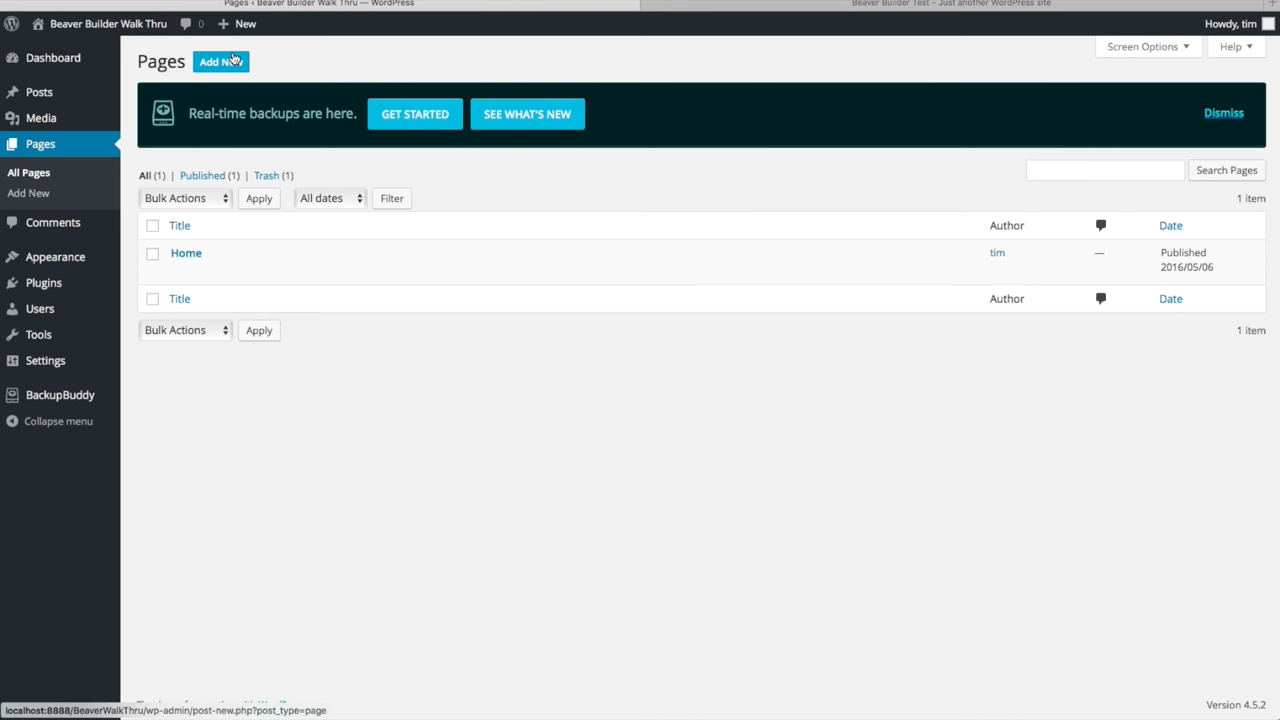 Pages ‹ Beaver Builder Walk Thru — WordPress
Beaver Builder Test – Just another WordPress site
Beaver Builder Walk Thru 0 New Howdy, tim
Dashboard
Posts
Media
Pages
All Pages
Add New
Comments
Appearance
Plugins
Users
Tools
Settings
BackupBuddy
Collapse menu
Screen Options Help
Pages Add New
Real-time backups are here. GET STARTED SEE WHAT'S NEW Dismiss
All (1) | Published (1) | Trash (1)
Search Pages
Bulk Actions Apply All dates Filter 1 item
Title Author Date
Home tim — Published
2016/05/06
Title Author Date
Bulk Actions Apply 1 item
localhost:8888/BeaverWalkThru/wp-admin/post-new.php?post_type=page
Version 4.5.2